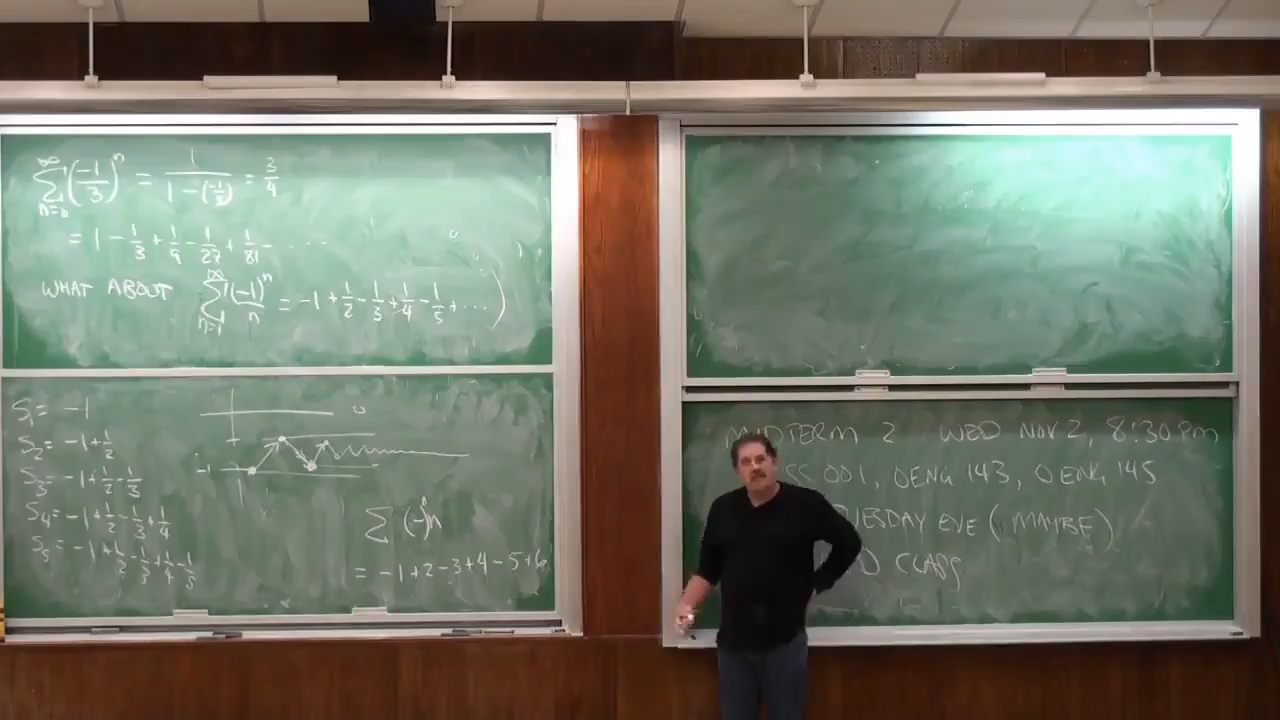 ∞∑n=0 (-1/3)^n = 1/(1-(-1/3)) = 3/4
= 1 - 1/3 + 1/9 - 1/27 + 1/81 - ....
WHAT ABOUT ∞∑n=1 (-1)^n/n = -1 + 1/2 - 1/3 + 1/4 - 1/5 + ...)
S1 = -1
S2 = -1+1/2
S3 = -1+1/2-1/3
S4 = -1+1/2-1/3+1/4
S5 = -1+1/2-1/3+1/4-1/5
0
-1
∑ (-1)^n n
= -1+2-3+4-5+6
MIDTERM 2 WED NOV 2, 8:30 PM
001, OENG 143, OENG 145
EVE (MAYBE)
CLASS